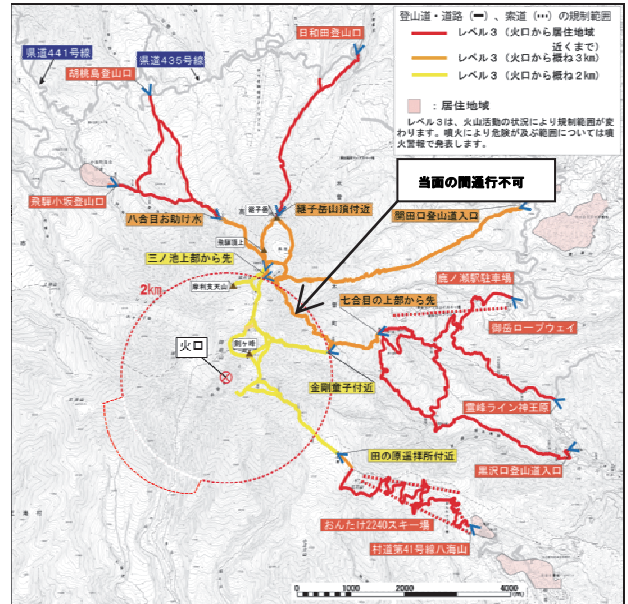 登山道・道路（━）、索道（…）の規制範囲
レベル３（火口から居住地域
近くまで）
レベル３（火口から概ね３km）
レベル３（火口から概ね２km）
：居住地域
レベル３は、火山活動の状況により規制範囲が変
わります。噴火により危険が及ぶ範囲については噴
火警報で発表します。
県道441号線
県道435号線
日和田登山口
胡桃島登山口
当面の間通行不可
飛騨小坂登山口
八合目お助け水
継子岳
継子岳山頂付近
開田口登山道入口
飛騨頂上
三ノ池上部から先
鹿ノ瀬駅駐車場
2km
摩利支天山
七合目の上部から先
御岳ロープウェイ
火口
剣ヶ峰
金剛童子付近
霊峰ライン神王原
黒沢口登山道入口
田の原遥拝所付近
おんたけ2240スキー場
村道第41号線八海山
0 1000 2000 4000